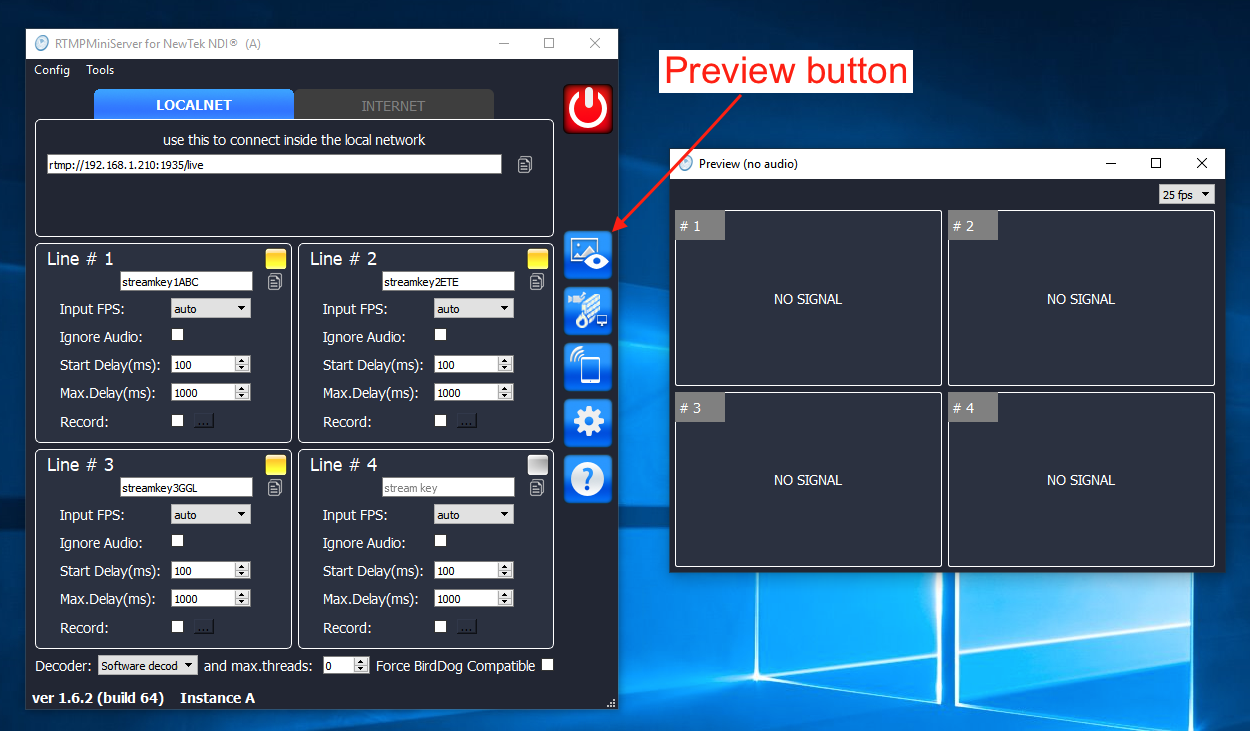 RTMPMiniServer for NewTek NDI® (A)
Config Tools
LOCALNET INTERNET
use this to connect inside the local network
rtmp://192.168.1.210:1935/live
Line # 1
streamkey1ABC
Input FPS: auto
Ignore Audio:
Start Delay(ms): 100
Max.Delay(ms): 1000
Record: ...
Line # 2
streamkey2ETE
Input FPS: auto
Ignore Audio:
Start Delay(ms): 100
Max.Delay(ms): 1000
Record: ...
Line # 3
streamkey3GGL
Input FPS: auto
Ignore Audio:
Start Delay(ms): 100
Max.Delay(ms): 1000
Record: ...
Line # 4
stream key
Input FPS: auto
Ignore Audio:
Start Delay(ms): 100
Max.Delay(ms): 1000
Record: ...
Decoder: Software decod and max.threads: 0 Force BirdDog Compatible
ver 1.6.2 (build 64) Instance A
?
Preview button
Preview (no audio)
25 fps
# 1
NO SIGNAL
# 2
NO SIGNAL
# 3
NO SIGNAL
# 4
NO SIGNAL